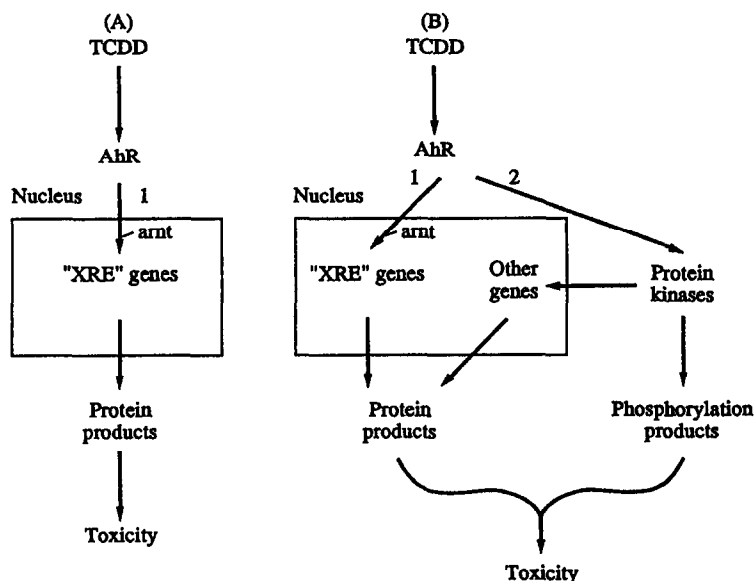 (A)
TCDD
AhR
Nucleus
1
arnt
"XRE" genes
Protein
products
Toxicity
(B)
TCDD
AhR
1
2
Nucleus
arnt
"XRE" genes
Other
genes
Protein
kinases
Protein
products
Phosphorylation
products
Toxicity